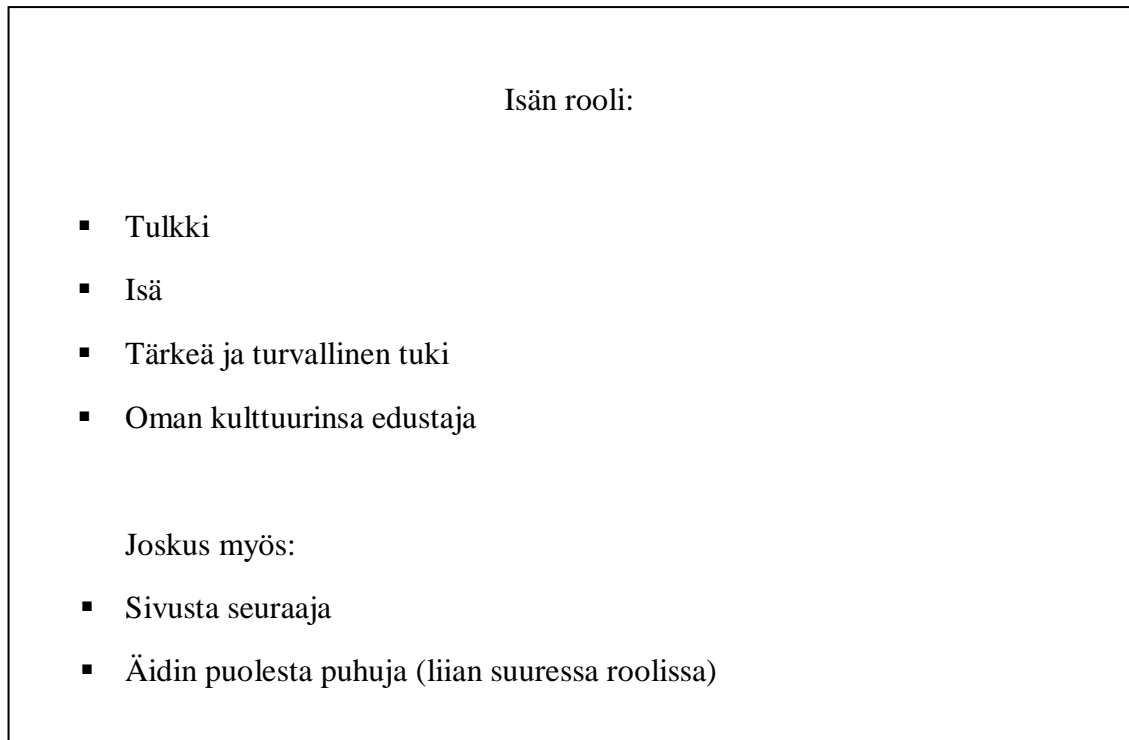 Isän rooli:
▪ Tulkki
▪ Isä
▪ Tärkeä ja turvallinen tuki
▪ Oman kulttuurinsa edustaja
Joskus myös:
▪ Sivusta seuraaja
▪ Äidin puolesta puhuja (liian suuressa roolissa)